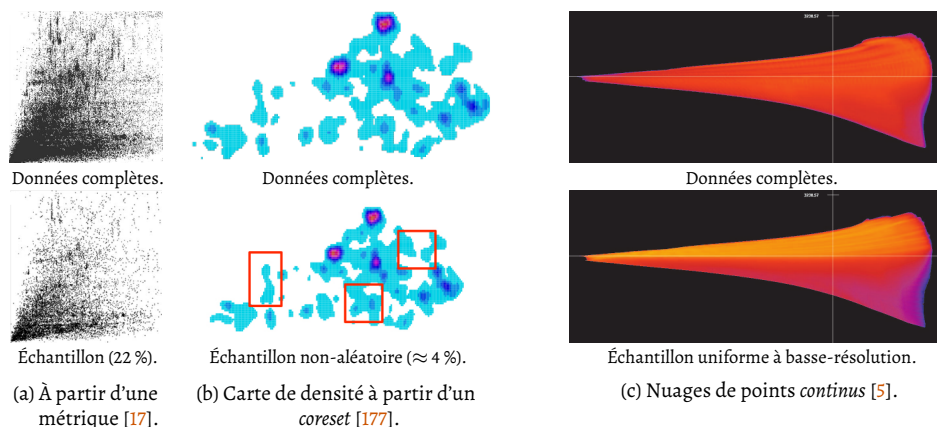 Données complètes.
Échantillon (22 %).
(a) À partir d'une
métrique [17].
Données complètes.
Échantillon non-aléatoire (≈ 4 %).
(b) Carte de densité à partir d'un
coreset [177].
Données complètes.
Échantillon uniforme à basse-résolution.
(c) Nuages de points continus [5].